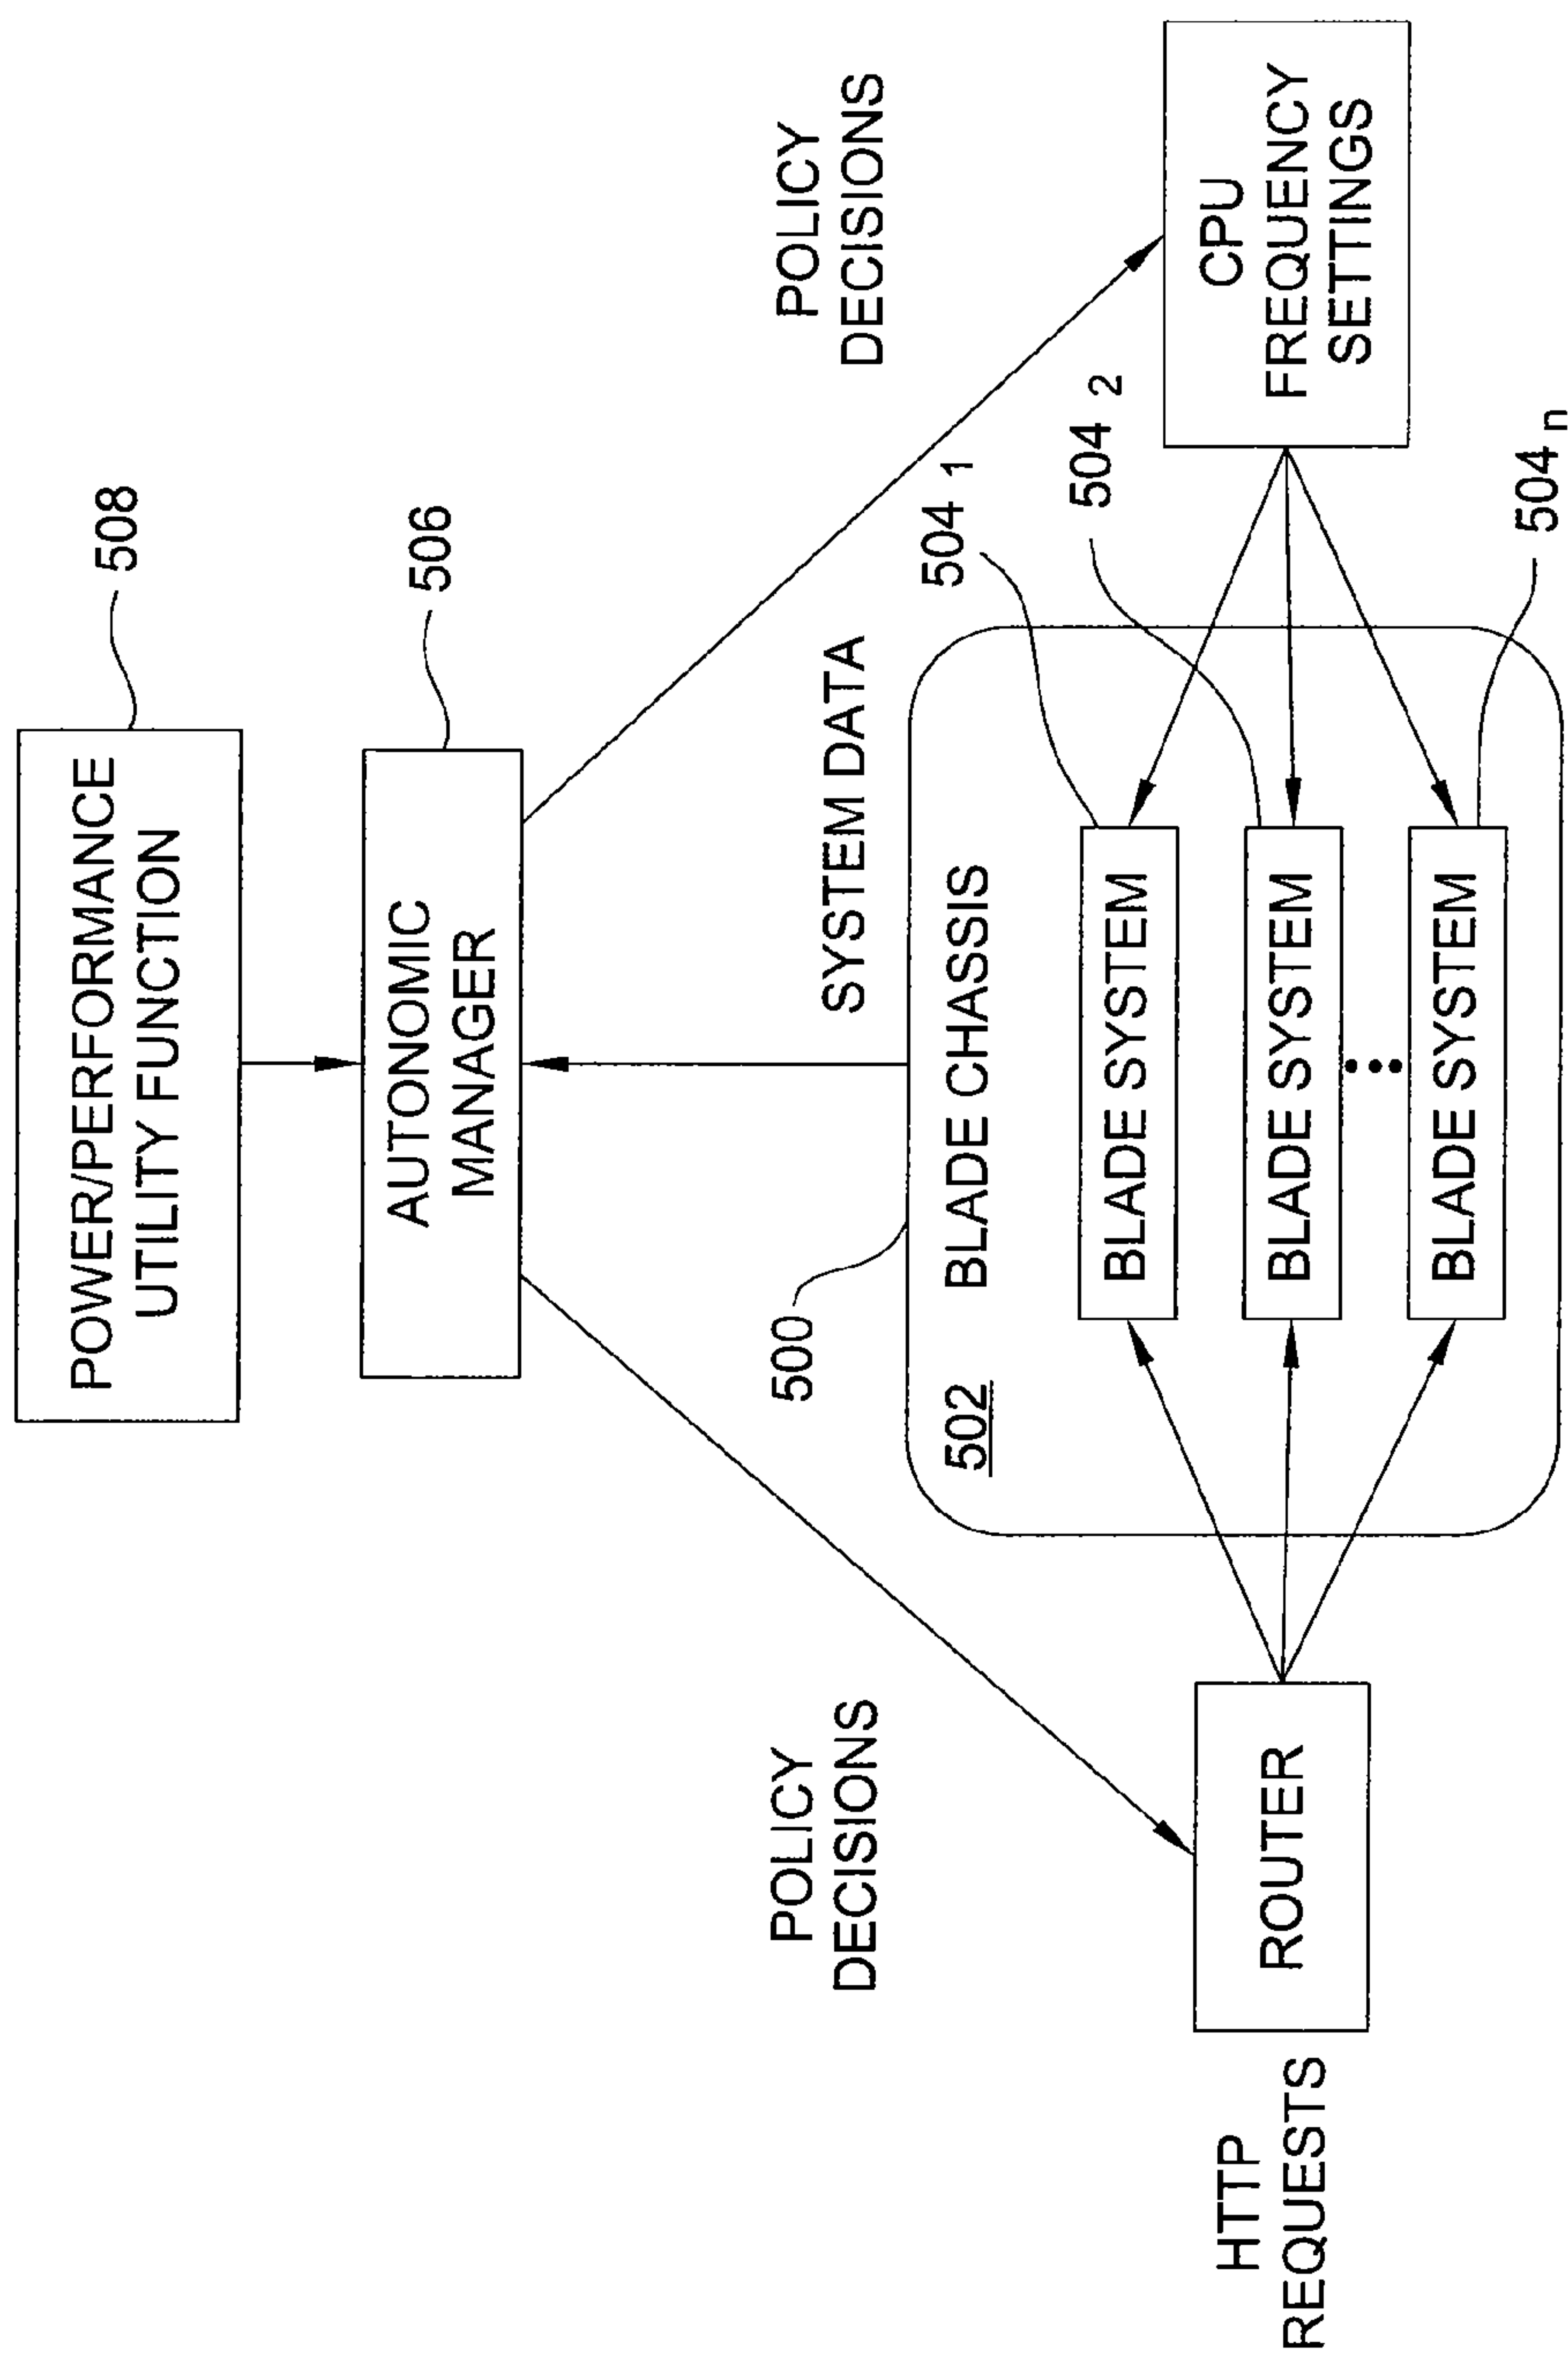 POWER/PERFORMANCE
UTILITY FUNCTION
508
AUTONOMIC
MANAGER
506
POLICY
DECISIONS
POLICY
DECISIONS
500
SYSTEM DATA
502
BLADE CHASSIS
504 1
504 2
BLADE SYSTEM
BLADE SYSTEM
BLADE SYSTEM
504 n
HTTP
REQUESTS
ROUTER
CPU
FREQUENCY
SETTINGS